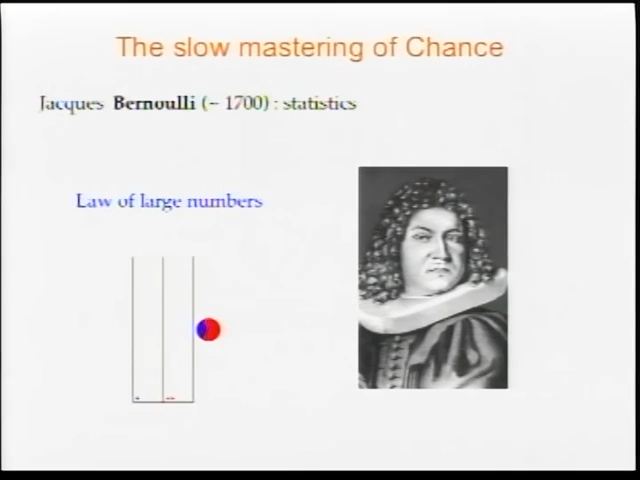 The slow mastering of Chance
Jacques Bernoulli (~ 1700) : statistics
Law of large numbers